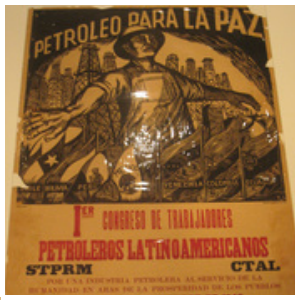 PETROLEO PARA LA PAZ
VENEZUELA COLOMBIA
1ER CONGRESO DE TRABAJADORES
PETROLEROS LATINOAMERICANOS
STPRM CTAL
POR UNA INDUSTRIA PETROLERA AL SERVICIO DE LA
HUMANIDAD EN ARAS DE LA PROSPERIDAD DE LOS PUEBLOS